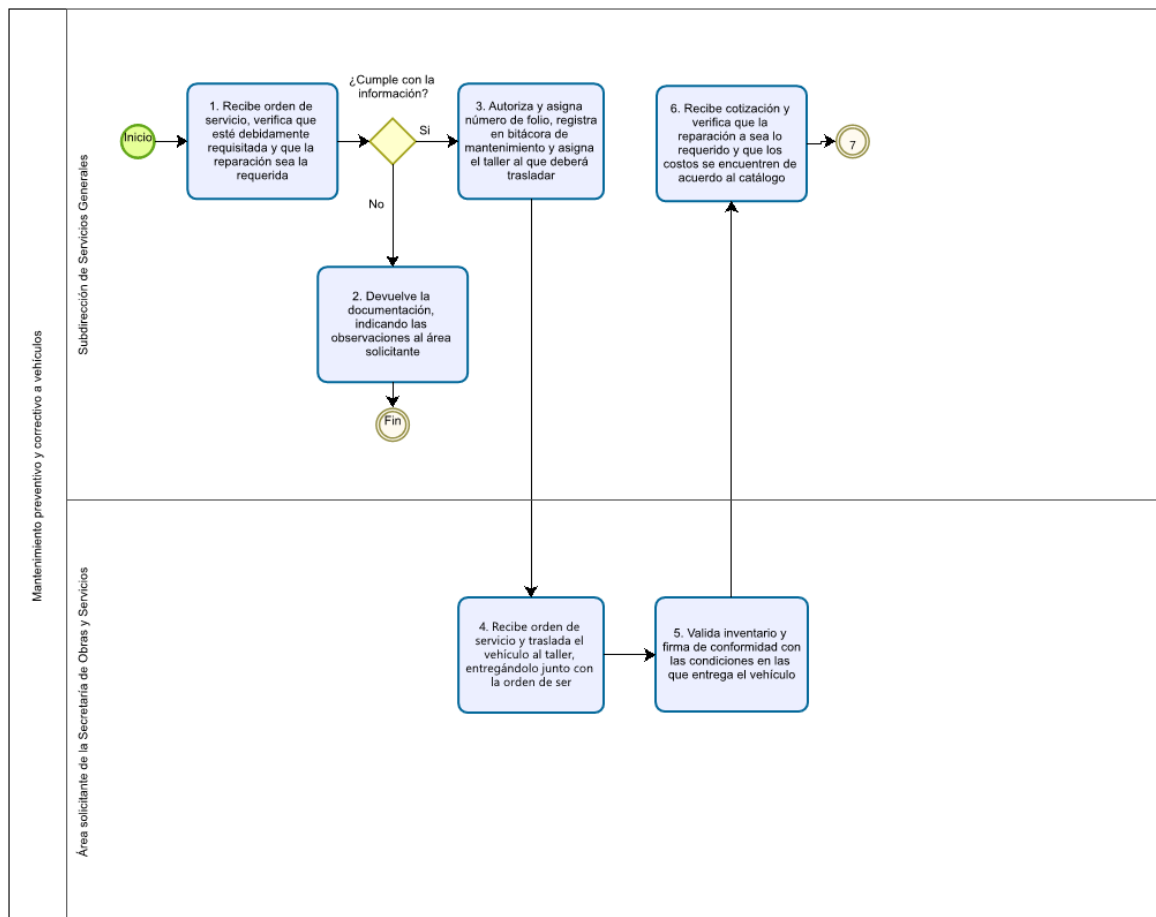 Mantenimiento preventivo y correctivo a vehículos
Subdirección de Servicios Generales
Inicio
1. Recibe orden de
servicio, verifica que
esté debidamente
requisitada y que la
reparación sea la
requerida
¿Cumple con la
información?
Si
No
2. Devuelve la
documentación,
indicando las
observaciones al área
solicitante
Fin
3. Autoriza y asigna
número de folio, registra
en bitácora de
mantenimiento y asigna
el taller al que deberá
trasladar
6. Recibe cotización y
verifica que la
reparación a sea lo
requerido y que los
costos se encuentren de
acuerdo al catálogo
7
Área solicitante de la Secretaría de Obras y Servicios
4. Recibe orden de
servicio y traslada el
vehículo al taller,
entregándolo junto con
la orden de ser
5. Valida inventario y
firma de conformidad con
las condiciones en las
que entrega el vehículo